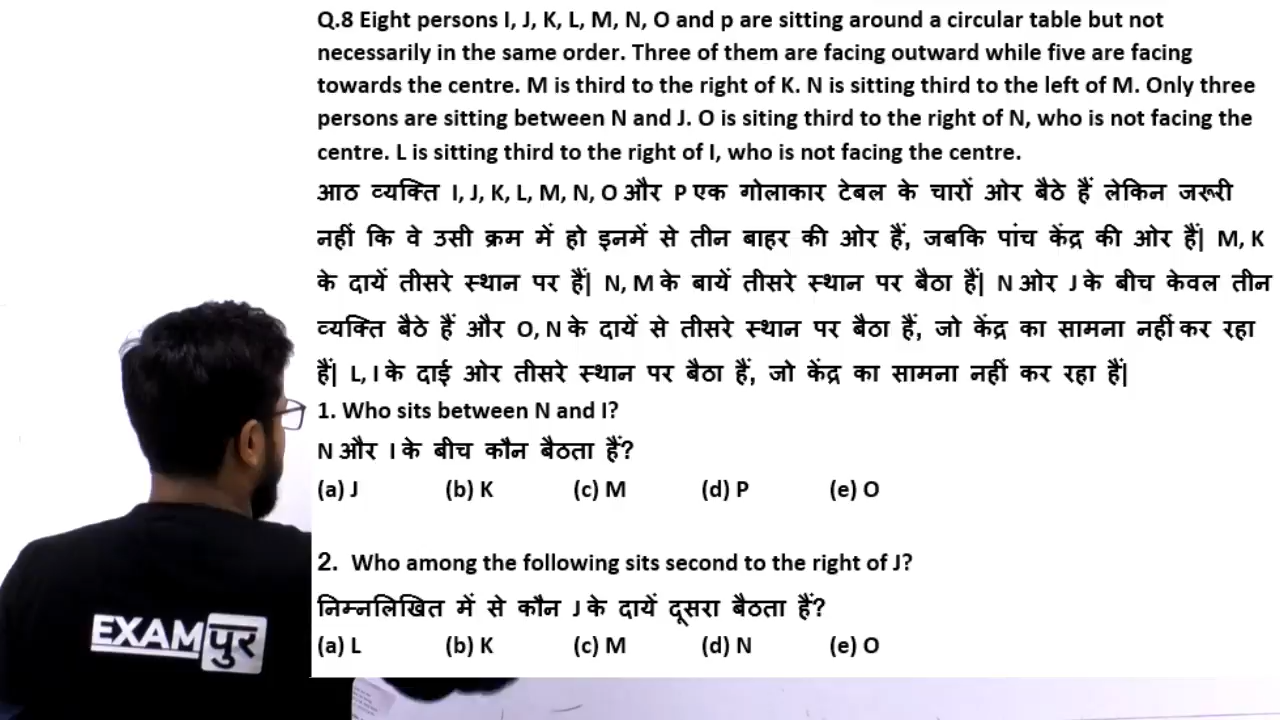 Q.8 Eight persons I, J, K, L, M, N, O and p are sitting around a circular table but not
necessarily in the same order. Three of them are facing outward while five are facing
towards the centre. M is third to the right of K. N is sitting third to the left of M. Only three
persons are sitting between N and J. O is siting third to the right of N, who is not facing the
centre. L is sitting third to the right of I, who is not facing the centre.
आठ व्यक्ति I, J, K, L, M, N, O और P एक गोलाकार टेबल के चारों ओर बैठे हैं लेकिन जरूरी
नहीं कि वे उसी क्रम में हो इनमें से तीन बाहर की ओर हैं, जबकि पांच केंद्र की ओर हैं| M, K
के दायें तीसरे स्थान पर हैं| N, M के बायें तीसरे स्थान पर बैठा हैं| N ओर J के बीच केवल तीन
व्यक्ति बैठे हैं और O, N के दायें से तीसरे स्थान पर बैठा हैं, जो केंद्र का सामना नहीं कर रहा
हैं| L, I के दाई ओर तीसरे स्थान पर बैठा हैं, जो केंद्र का सामना नहीं कर रहा हैं|
1. Who sits between N and I?
N और I के बीच कौन बैठता हैं?
(a) J (b) K (c) M (d) P (e) O
2. Who among the following sits second to the right of J?
निम्नलिखित में से कौन J के दायें दूसरा बैठता हैं?
(a) L (b) K (c) M (d) N (e) O
EXAMपुर